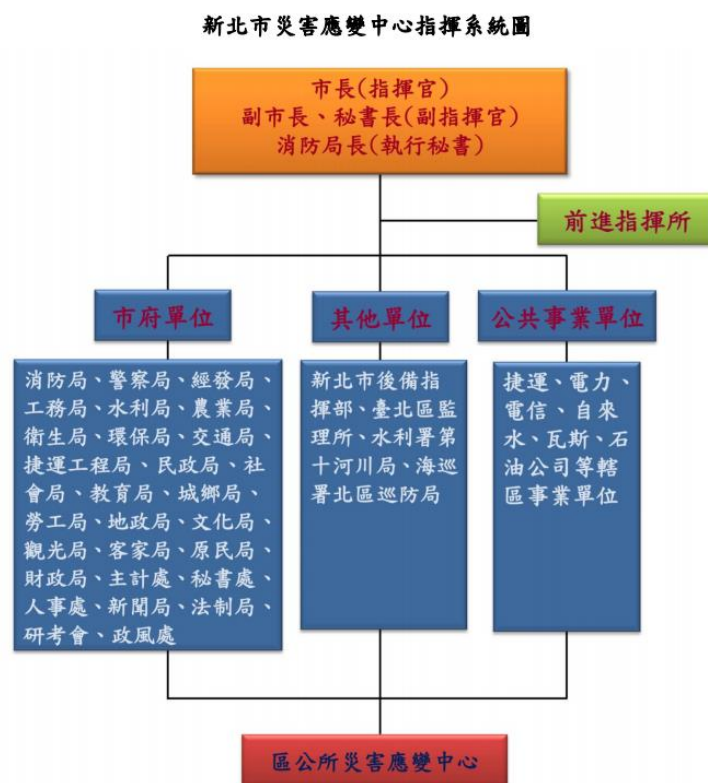 新北市災害應變中心指揮系統圖
市長(指揮官)
副市長、秘書長(副指揮官)
消防局長(執行秘書)
前進指揮所
市府單位
其他單位
公共事業單位
消防局、警察局、經發局、
工務局、水利局、農業局、
衛生局、環保局、交通局、
捷運工程局、民政局、社
會局、教育局、城鄉局、
勞工局、地政局、文化局、
觀光局、客家局、原民局、
財政局、主計處、秘書處、
人事處、新聞局、法制局、
研考會、政風處
新北市後備指
揮部、臺北區監
理所、水利署第
十河川局、海巡
署北區巡防局
捷運、電力、
電信、自來
水、瓦斯、石
油公司等轄
區事業單位
區公所災害應變中心